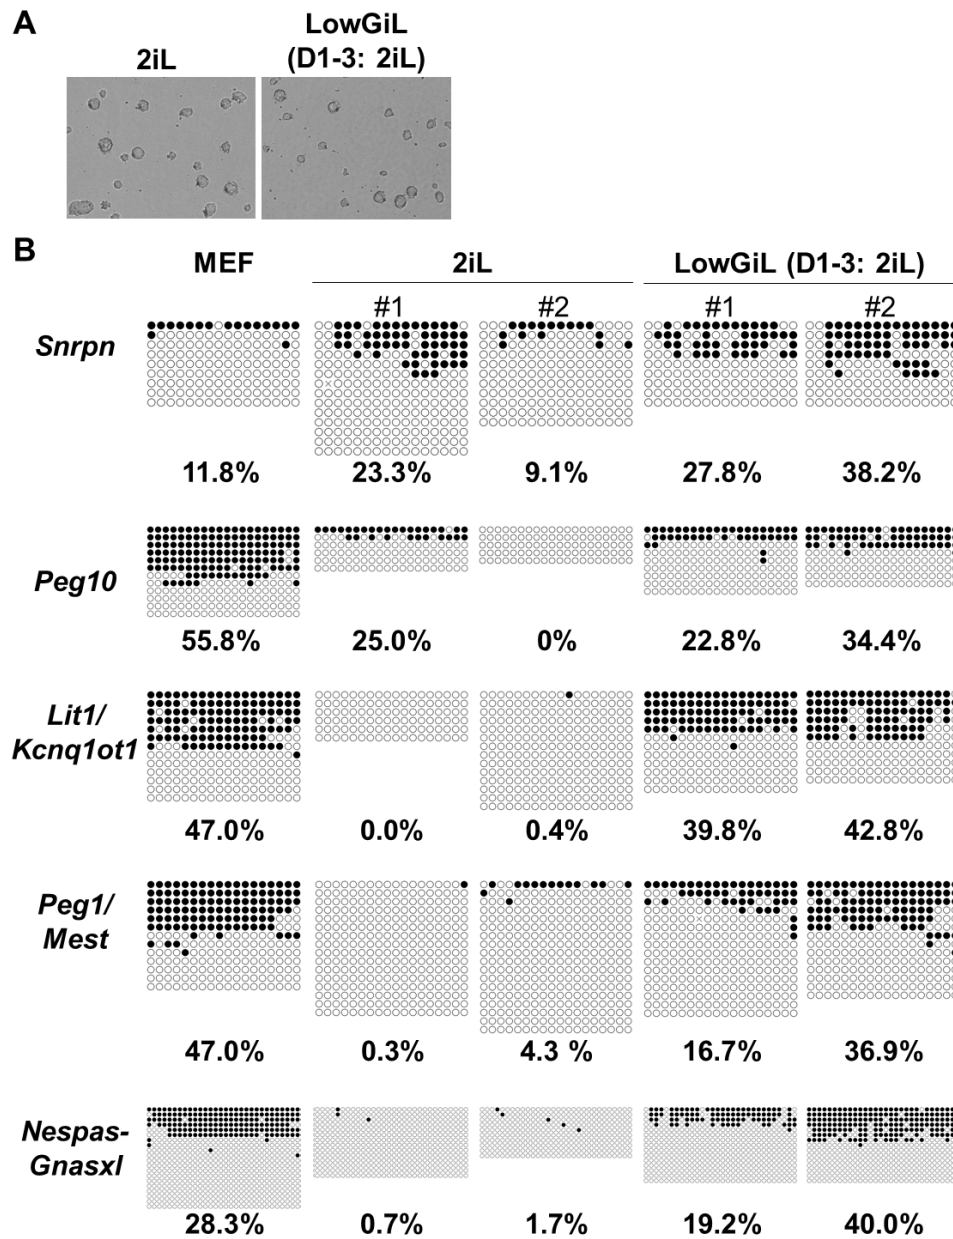 A
2iL
LowGiL
(D1-3: 2iL)
B
MEF
2iL
LowGiL (D1-3: 2iL)
#1
#2
#1
#2
Snrpn
11.8%
23.3%
9.1%
27.8%
38.2%
Peg10
55.8%
25.0%
0%
22.8%
34.4%
Lit1/
Kcnq1ot1
47.0%
0.0%
0.4%
39.8%
42.8%
Peg1/
Mest
47.0%
0.3%
4.3 %
16.7%
36.9%
Nespas-
Gnasxl
28.3%
0.7%
1.7%
19.2%
40.0%